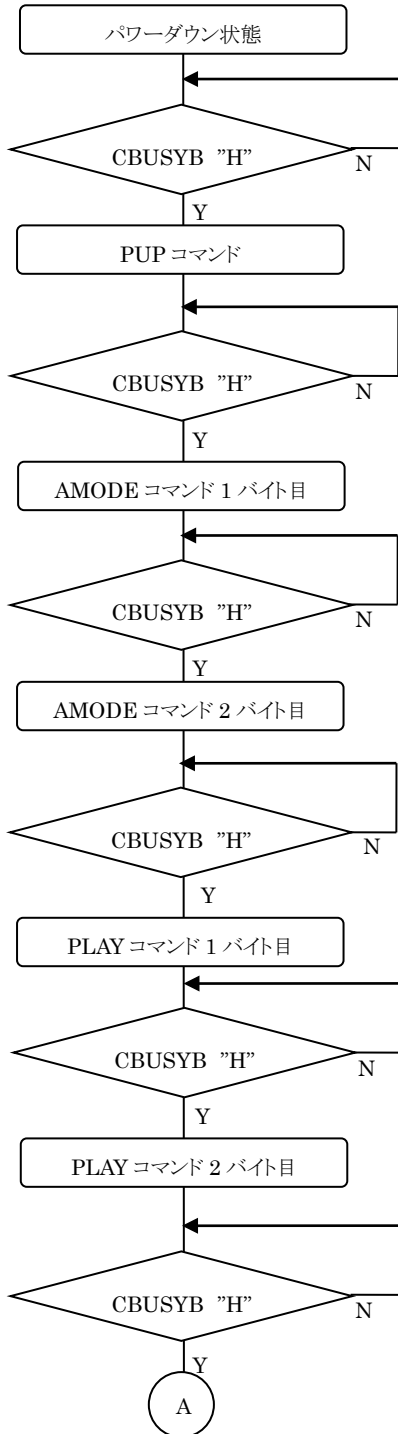 パワーダウン状態
CBUSYB ”H”
N
Y
PUP コマンド
CBUSYB ”H”
N
Y
AMODE コマンド 1 バイト目
CBUSYB ”H”
N
Y
AMODE コマンド 2 バイト目
CBUSYB ”H”
N
Y
PLAY コマンド 1 バイト目
CBUSYB ”H”
N
Y
PLAY コマンド 2 バイト目
CBUSYB ”H”
N
Y
A